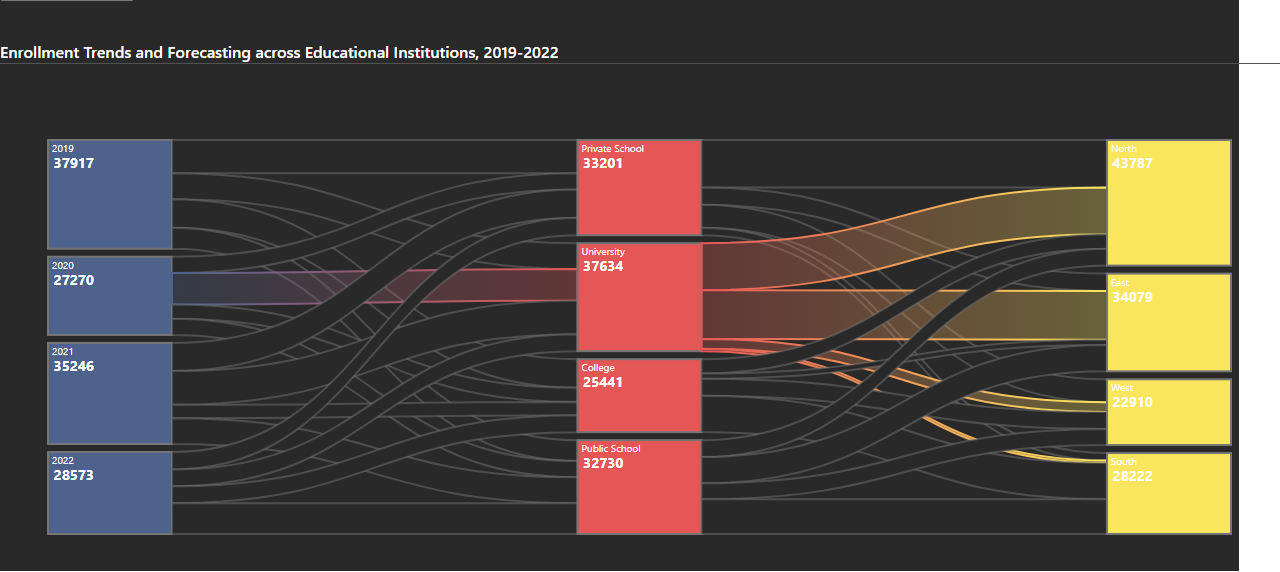 Enrollment Trends and Forecasting across Educational Institutions, 2019-2022
2019
37917
2020
27270
2021
35246
2022
28573
Private School
33201
University
37634
College
25441
Public School
32730
North
43787
East
34079
West
22910
South
28222